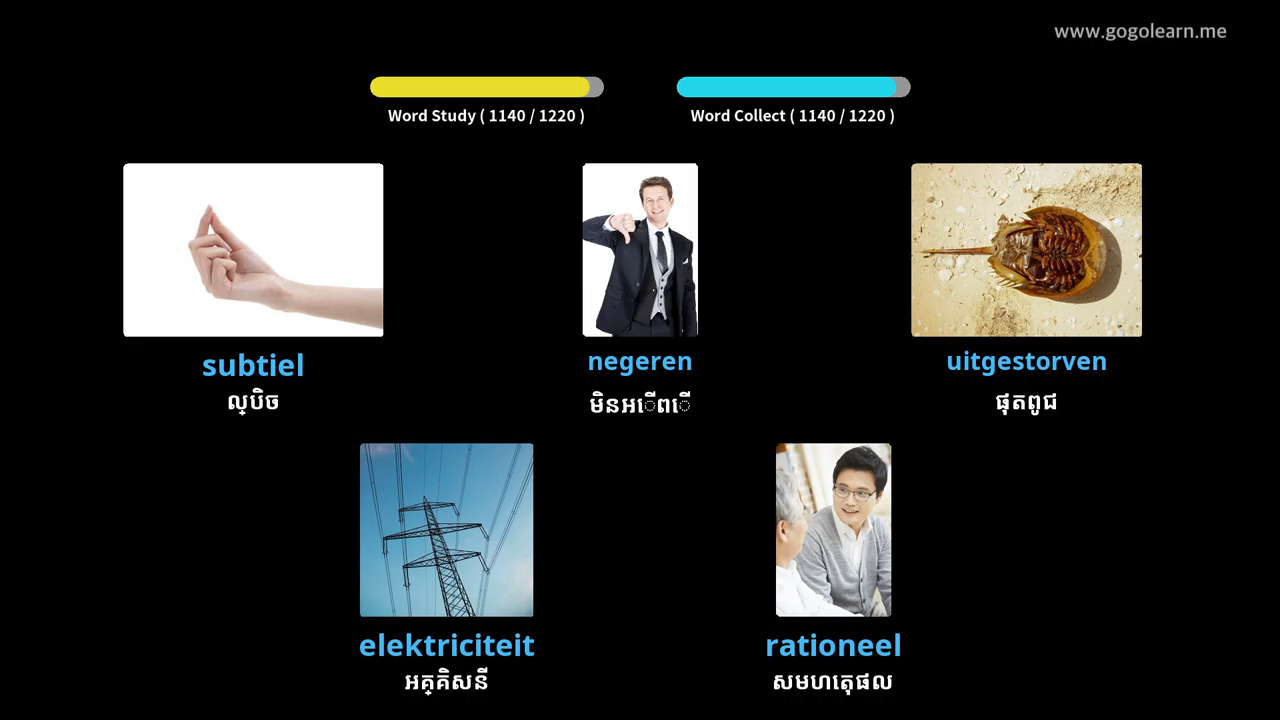 www.gogolearn.me
Word Study ( 1140 / 1220 )
Word Collect ( 1140 / 1220 )
subtiel
ល្បិច
negeren
មិនអើពើ
uitgestorven
ផុតពូជ
elektriciteit
អគ្គិសនី
rationeel
សមហេតុផល